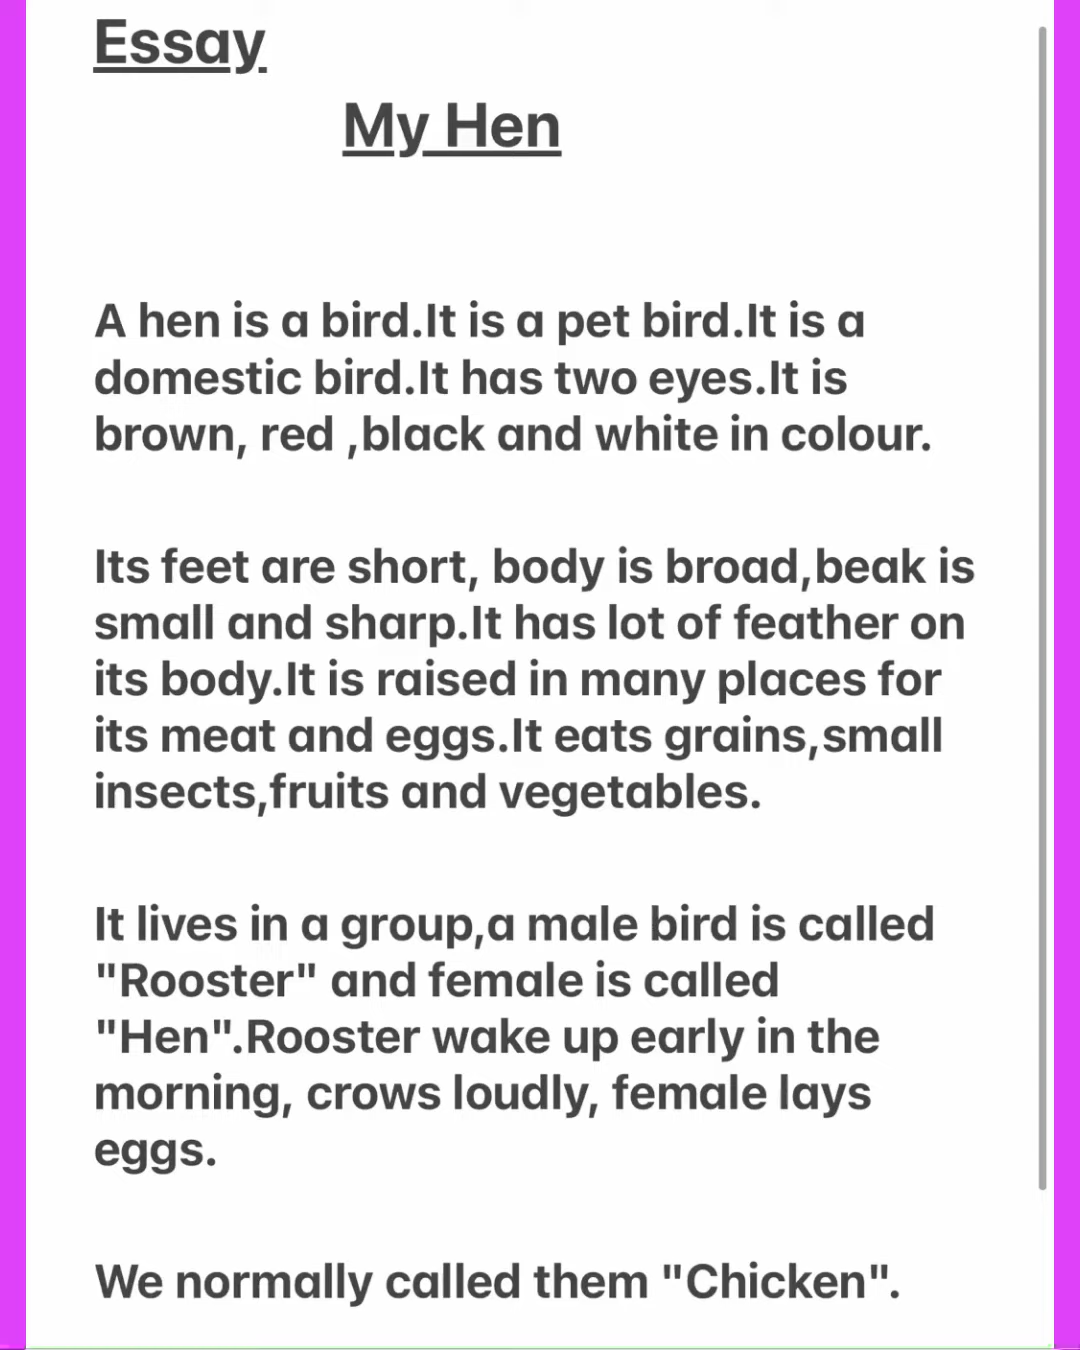 Essay
My Hen
A hen is a bird.It is a pet bird.It is a
domestic bird.It has two eyes.It is
brown, red ,black and white in colour.
Its feet are short, body is broad,beak is
small and sharp.It has lot of feather on
its body.It is raised in many places for
its meat and eggs.It eats grains,small
insects,fruits and vegetables.
It lives in a group,a male bird is called
"Rooster" and female is called
"Hen".Rooster wake up early in the
morning, crows loudly, female lays
eggs.
We normally called them "Chicken".